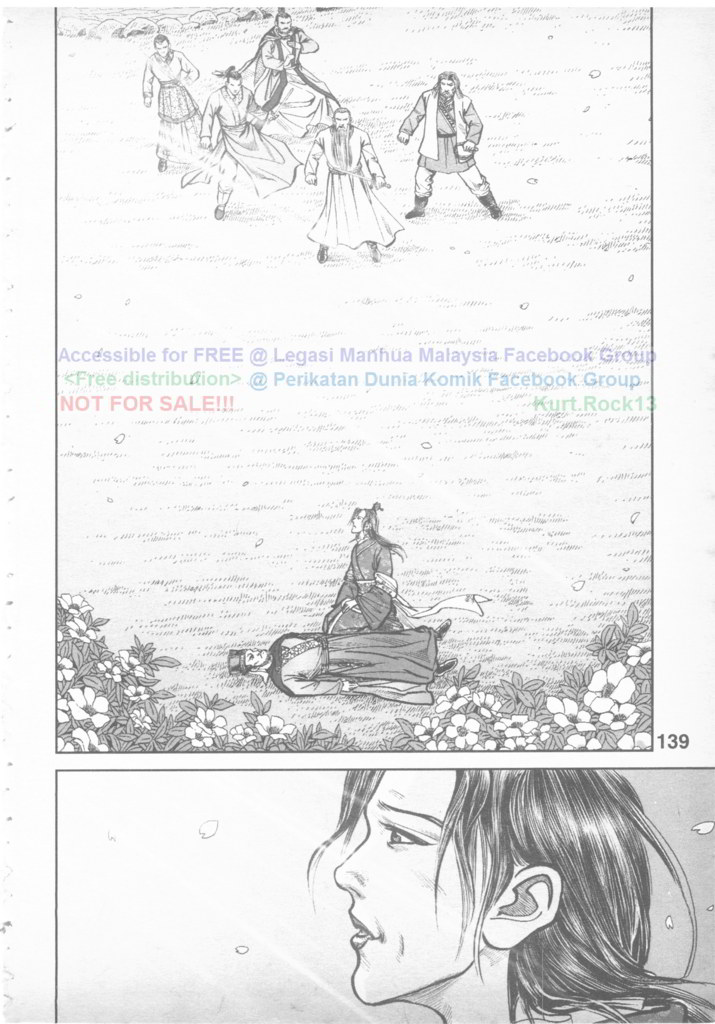 Accessible for FREE @ Legasi Manhua Malaysia Facebook Group
<Free distribution> @ Perikatan Dunia Komik Facebook Group
NOT FOR SALE!!! Kurt.Rock13
139